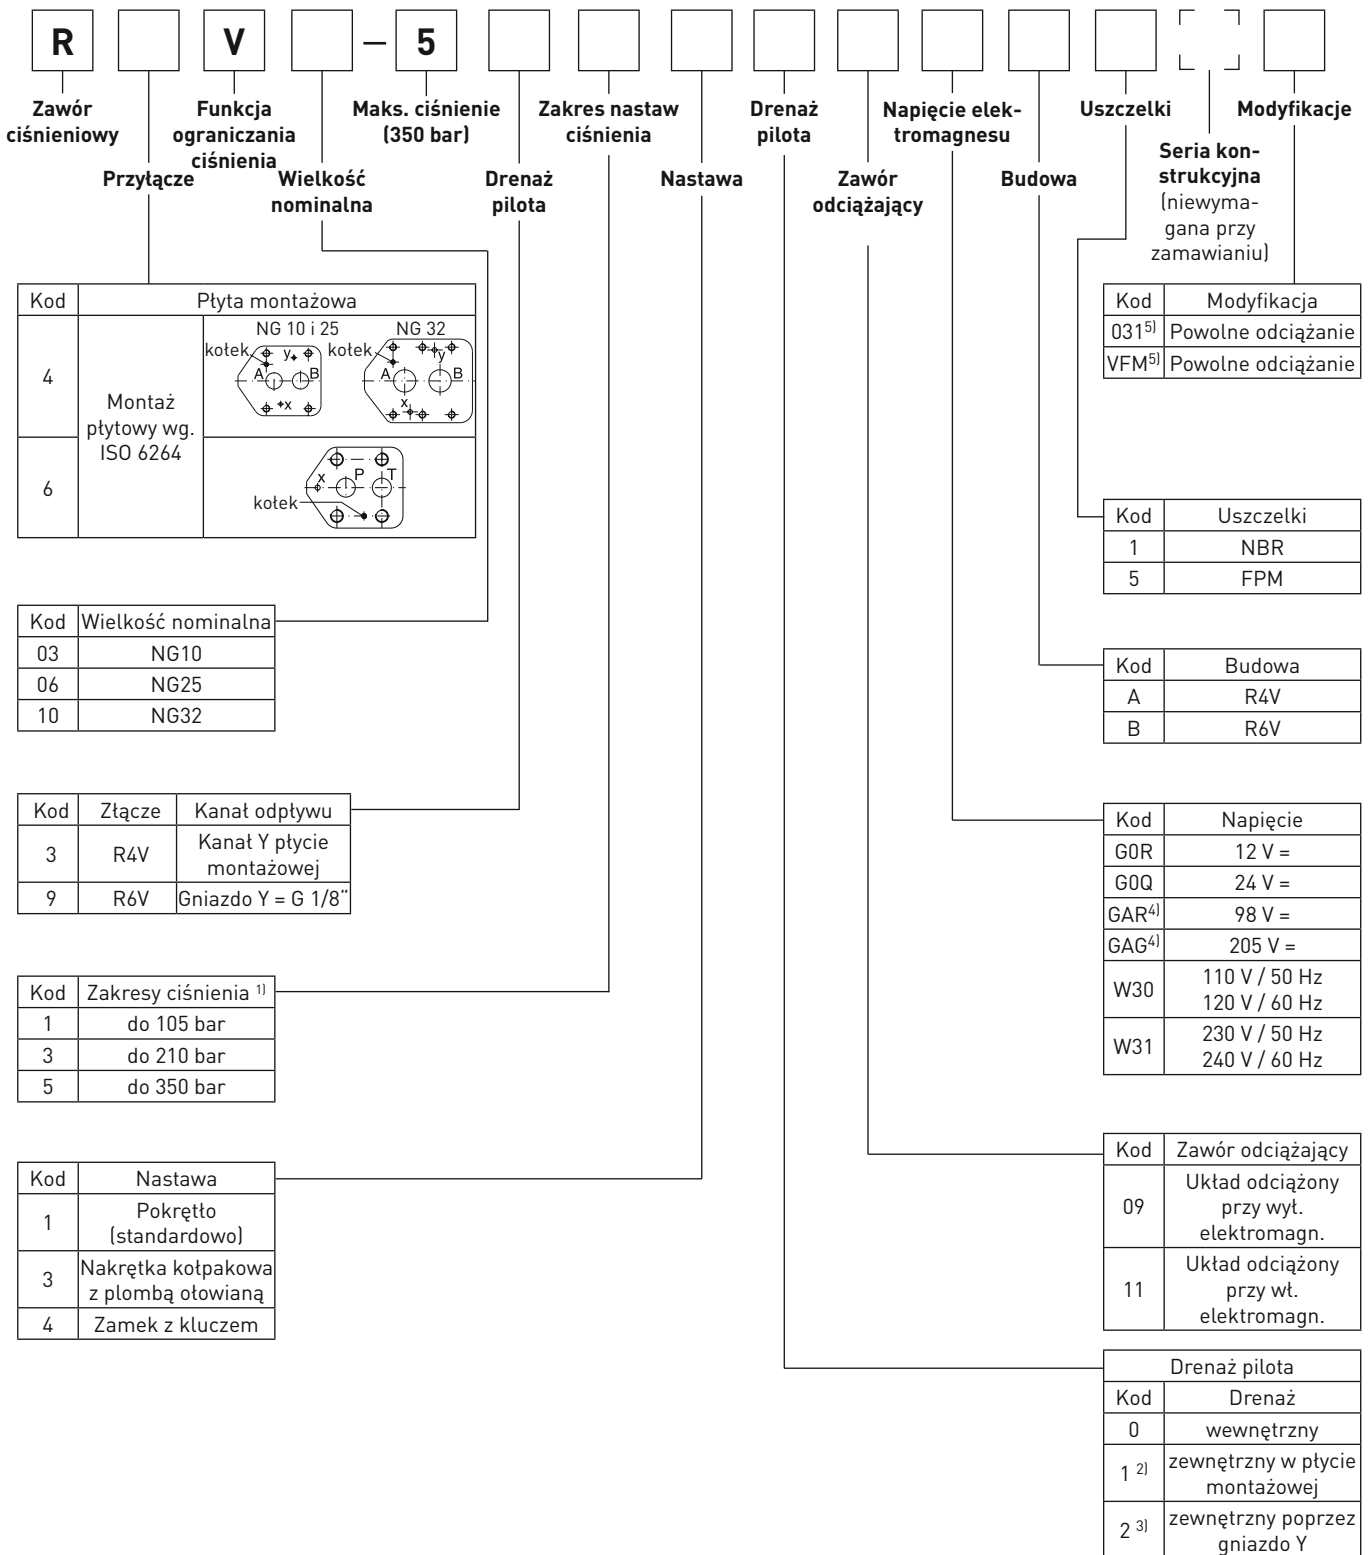 R V – 5
Zawór
ciśnieniowy
Funkcja
ograniczania
ciśnienia
Maks. ciśnienie
(350 bar)
Zakres nastaw
ciśnienia
Drenaż
pilota
Napięcie elek-
tromagnesu
Uszczelki
Modyfikacje
Przyłącze
Wielkość
nominalna
Drenaż
pilota
Nastawa
Zawór
odciążający
Budowa
Seria kon-
strukcyjna
(niewyma-
gana przy
zamawianiu)
Kod Płyta montażowa
4
Montaż
płytowy wg.
ISO 6264
NG 10 i 25
kołek
y
A
B
x
NG 32
kołek
y
A
B
x
6
x
P
T
kołek
Kod Wielkość nominalna
03 NG10
06 NG25
10 NG32
Kod Złącze Kanał odpływu
3 R4V Kanał Y płycie
montażowej
9 R6V Gniazdo Y = G 1/8“
Kod Zakresy ciśnienia 1)
1 do 105 bar
3 do 210 bar
5 do 350 bar
Kod Nastawa
1 Pokrętło
(standardowo)
3 Nakrętka kołpakowa
z plombą ołowianą
4 Zamek z kluczem
Kod Modyfikacja
031 5) Powolne odciążanie
VFM 5) Powolne odciążanie
Kod Uszczelki
1 NBR
5 FPM
Kod Budowa
A R4V
B R6V
Kod Napięcie
G0R 12 V =
G0Q 24 V =
GAR 4) 98 V =
GAG 4) 205 V =
W30 110 V / 50 Hz
120 V / 60 Hz
W31 230 V / 50 Hz
240 V / 60 Hz
Kod Zawór odciążający
09 Układ odciążony
przy wył.
elektromagn.
11 Układ odciążony
przy wł.
elektromagn.
Drenaż pilota
Kod Drenaż
0 wewnętrzny
1 2) zewnętrzny w płycie
montażowej
2 3) zewnętrzny poprzez
gniazdo Y